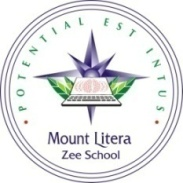 • POTENTIAL EST INTUS •
Mount Litera
Zee School